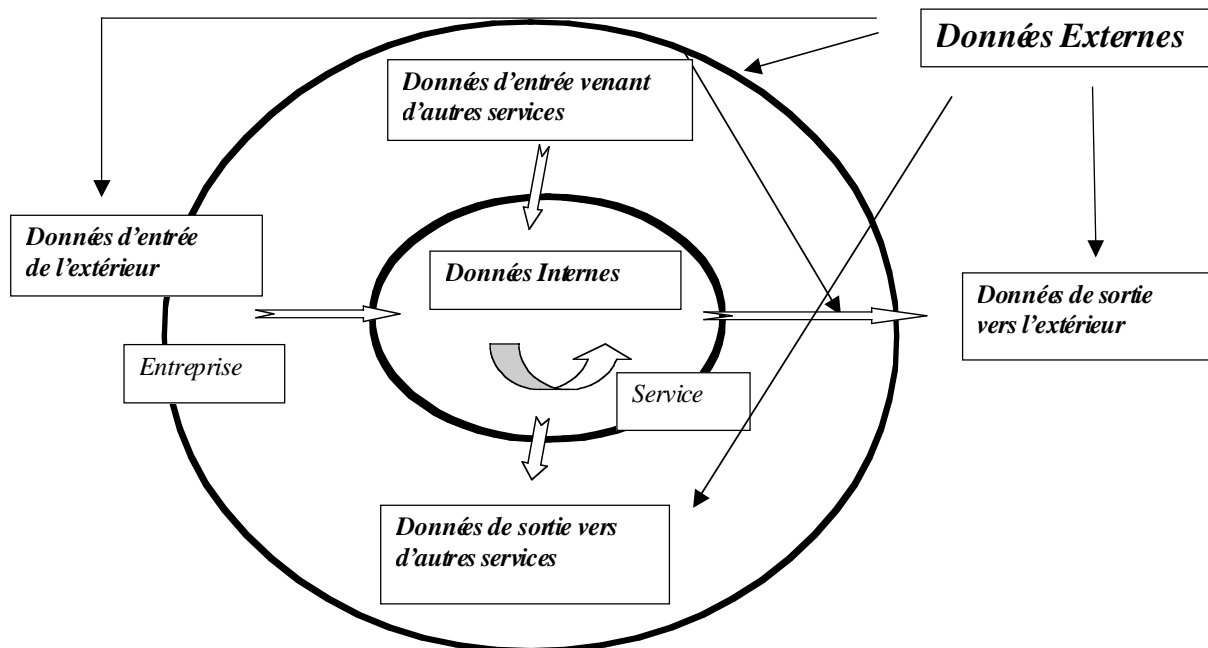 Données Externes
Données d'entrée venant
d'autres services
Données d'entrée
de l'extérieur
Données Internes
Données de sortie
vers l'extérieur
Entreprise
Service
Données de sortie vers
d'autres services